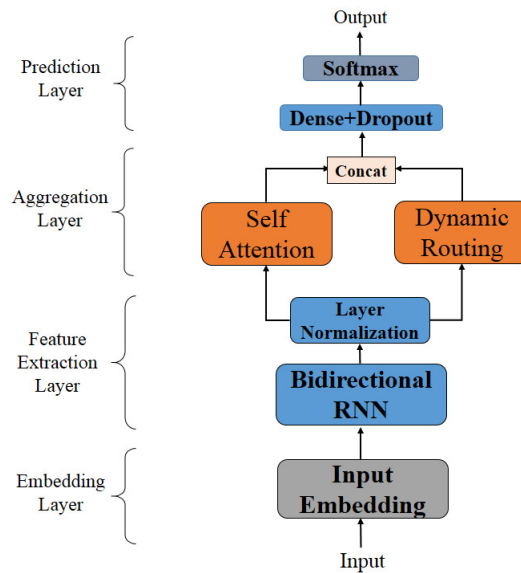 Output
Prediction
Layer
Softmax
Dense+Dropout
Aggregation
Layer
Concat
Self
Attention
Dynamic
Routing
Feature
Extraction
Layer
Layer
Normalization
Bidirectional
RNN
Embedding
Layer
Input
Embedding
Input